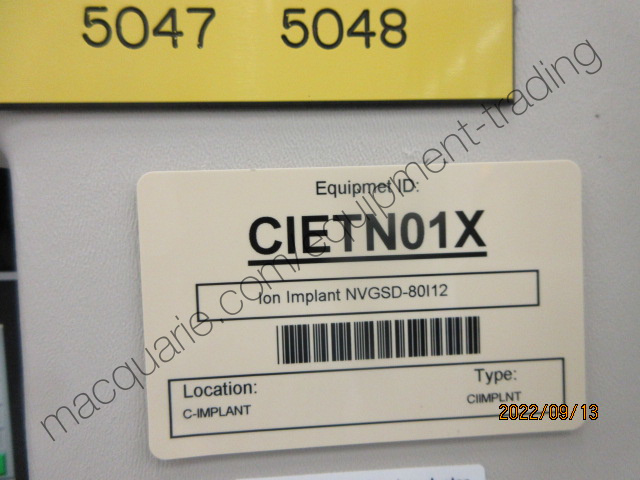 5047 5048
Equipmet ID:
CIETN01X
Ion Implant NVGSD-80I12
Location:
C-IMPLANT
Type:
CIIMPLNT
2022/09/13
macquarie.com/equipment-trading